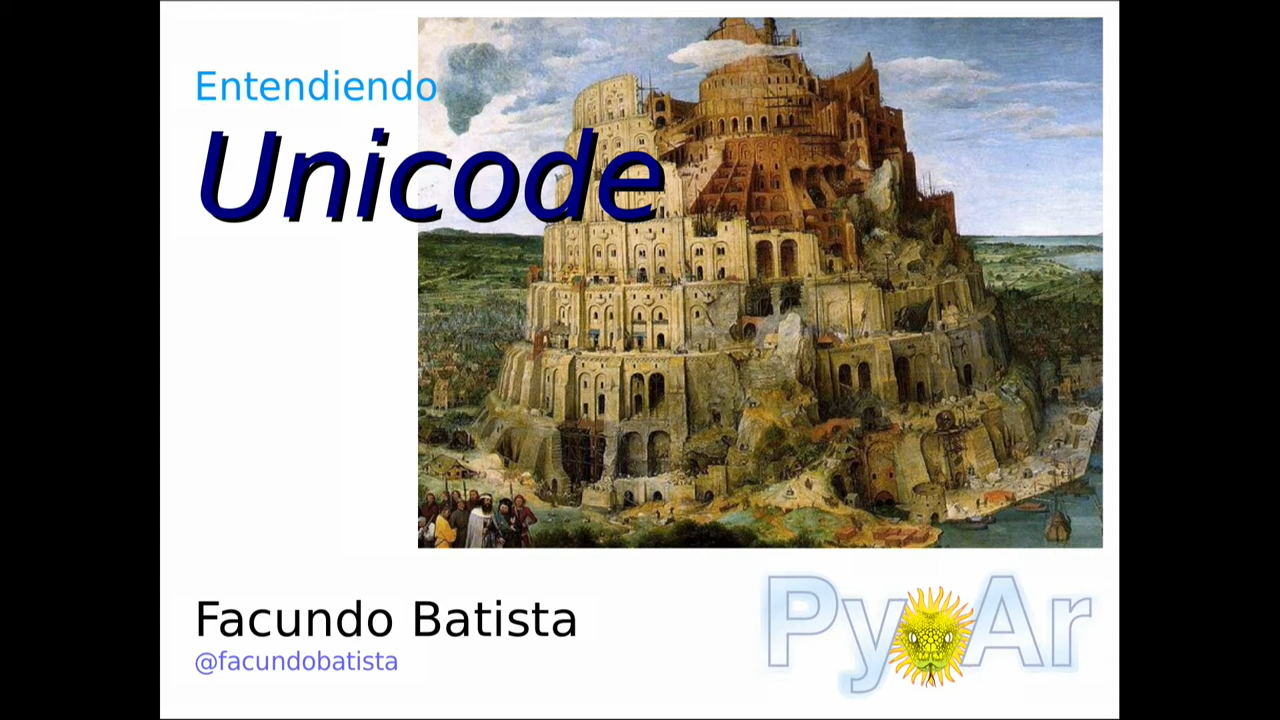 Entendiendo
Unicode
Facundo Batista
@facundobatista
PyAr